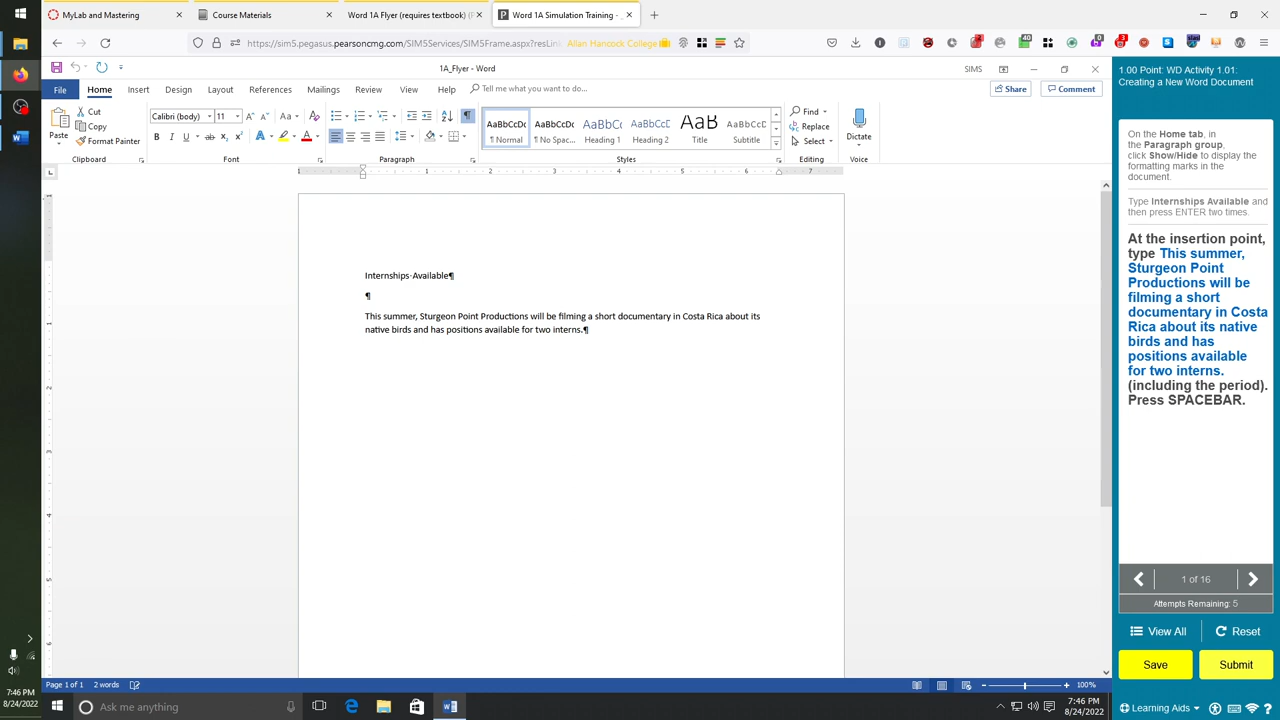 MyLab and Mastering
Course Materials
Word 1A Flyer (requires textbook) (P
Word 1A Simulation Training -
https://sim5.pegasus.pearsoncmg.com/SIM5Services/SIM5Frame.aspx?resLink
Allan Hancock College
1A_Flyer - Word
SIMS
File
Home
Insert
Design
Layout
References
Mailings
Review
View
Help
Tell me what you want to do...
Share
Comment
Paste
Cut
Copy
Format Painter
Clipboard
Calibri (body)
11
Font
Paragraph
AaBbCcDc
¶ Normal
AaBbCcDc
¶ No Spac...
AaBbCc
Heading 1
AaBbCcDc
Heading 2
AaB
Title
AaBbCcDc
Subtitle
Styles
Find
Replace
Select
Editing
Dictate
Voice
Internships·Available¶
¶
This summer, Sturgeon Point Productions will be filming a short documentary in Costa Rica about its
native birds and has positions available for two interns.¶
1.00 Point: WD Activity 1.01:
Creating a New Word Document
On the Home tab, in
the Paragraph group,
click Show/Hide to display the
formatting marks in the
document.
Type Internships Available and
then press ENTER two times.
At the insertion point,
type This summer,
Sturgeon Point
Productions will be
filming a short
documentary in Costa
Rica about its native
birds and has
positions available
for two interns.
(including the period).
Press SPACEBAR.
1 of 16
Attempts Remaining: 5
View All
Reset
Save
Submit
Learning Aids
Page 1 of 1
2 words
100%
7:46 PM
8/24/2022
Ask me anything
7:46 PM
8/24/2022